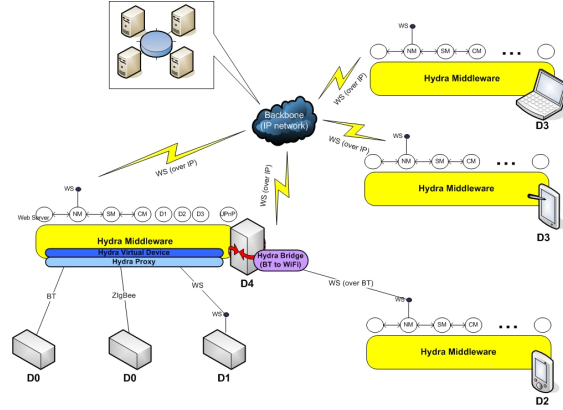 WS
NM
SM
CM
Hydra Middleware
D3
WS (over IP)
Backbone
(IP network)
WS (over IP)
WS
NM
SM
CM
Hydra Middleware
D3
WS (over IP)
WS (over IP)
WS
Web Server
NM
SM
CM
D1
D2
D3
UPnP
Hydra Middleware
Hydra Virtual Device
Hydra Proxy
D4
Hydra Bridge
(BT to WiFi)
WS (over BT)
BT
ZIgBee
WS
WS
D0
D0
D1
WS
NM
SM
CM
Hydra Middleware
D2